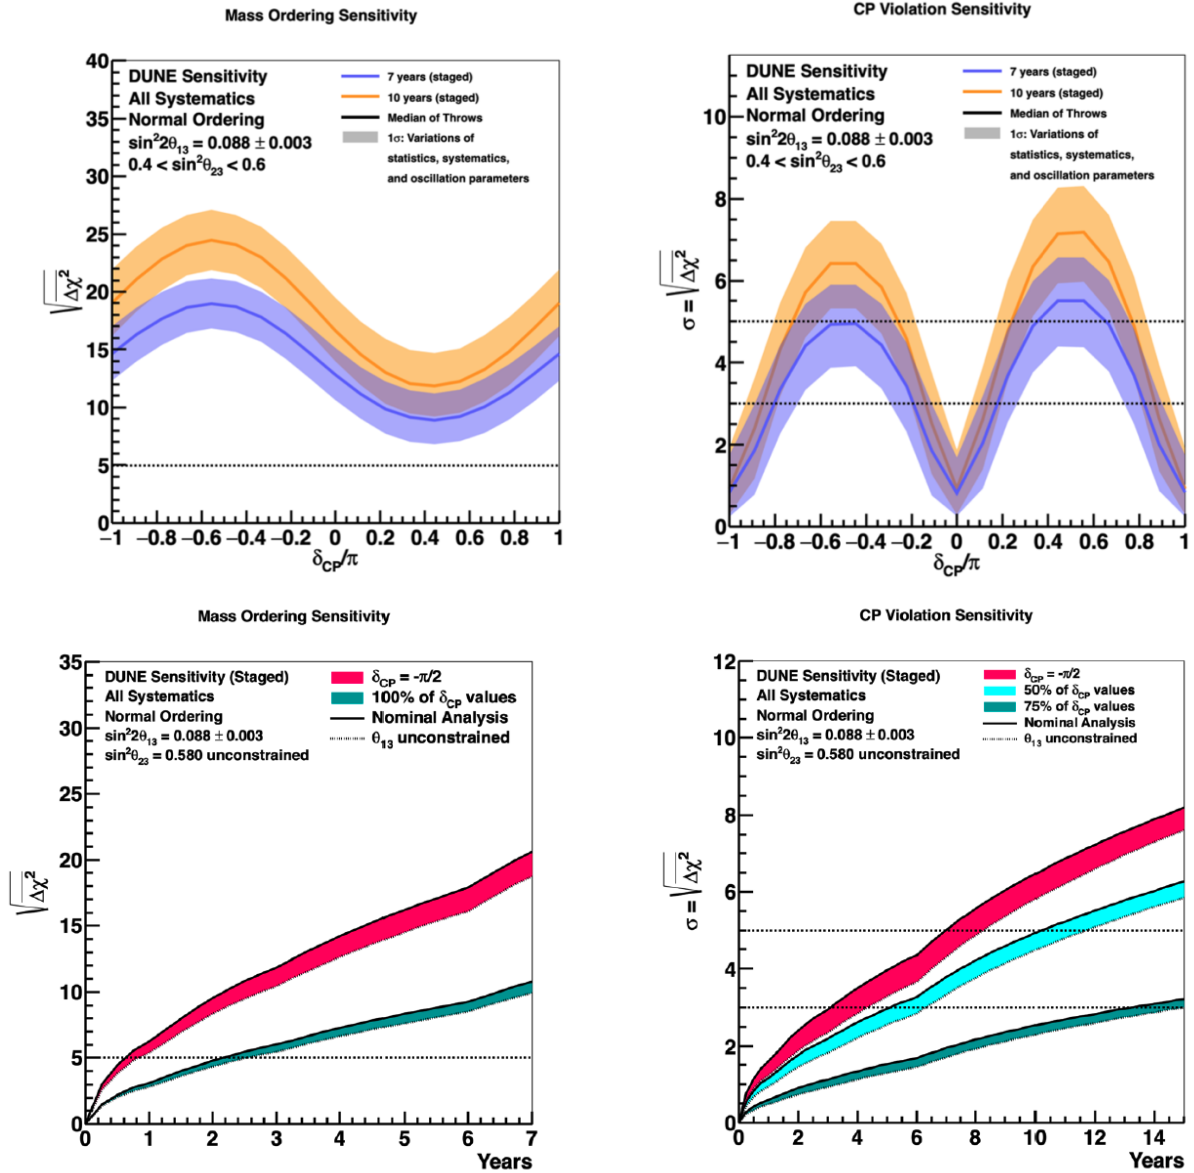 Mass Ordering Sensitivity
40
35
30
25
20
15
10
5
0
√Δχ²
DUNE Sensitivity
All Systematics
Normal Ordering
sin²2θ₁₃ = 0.088 ± 0.003
0.4 < sin²θ₂₃ < 0.6
7 years (staged)
10 years (staged)
Median of Throws
1σ: Variations of
statistics, systematics,
and oscillation parameters
−1 −0.8 −0.6 −0.4 −0.2 0 0.2 0.4 0.6 0.8 1
δCP/π
CP Violation Sensitivity
10
8
6
4
2
0
σ = √Δχ²
DUNE Sensitivity
All Systematics
Normal Ordering
sin²2θ₁₃ = 0.088 ± 0.003
0.4 < sin²θ₂₃ < 0.6
7 years (staged)
10 years (staged)
Median of Throws
1σ: Variations of
statistics, systematics,
and oscillation parameters
−1 −0.8 −0.6 −0.4 −0.2 0 0.2 0.4 0.6 0.8 1
δCP/π
Mass Ordering Sensitivity
35
30
25
20
15
10
5
0
√Δχ²
DUNE Sensitivity (Staged)
All Systematics
Normal Ordering
sin²2θ₁₃ = 0.088 ± 0.003
sin²θ₂₃ = 0.580 unconstrained
δCP = -π/2
100% of δCP values
Nominal Analysis
θ₁₃ unconstrained
0 1 2 3 4 5 6 7
Years
CP Violation Sensitivity
12
10
8
6
4
2
0
σ = √Δχ²
DUNE Sensitivity (Staged)
All Systematics
Normal Ordering
sin²2θ₁₃ = 0.088 ± 0.003
sin²θ₂₃ = 0.580 unconstrained
δCP = -π/2
50% of δCP values
75% of δCP values
Nominal Analysis
θ₁₃ unconstrained
0 2 4 6 8 10 12 14
Years